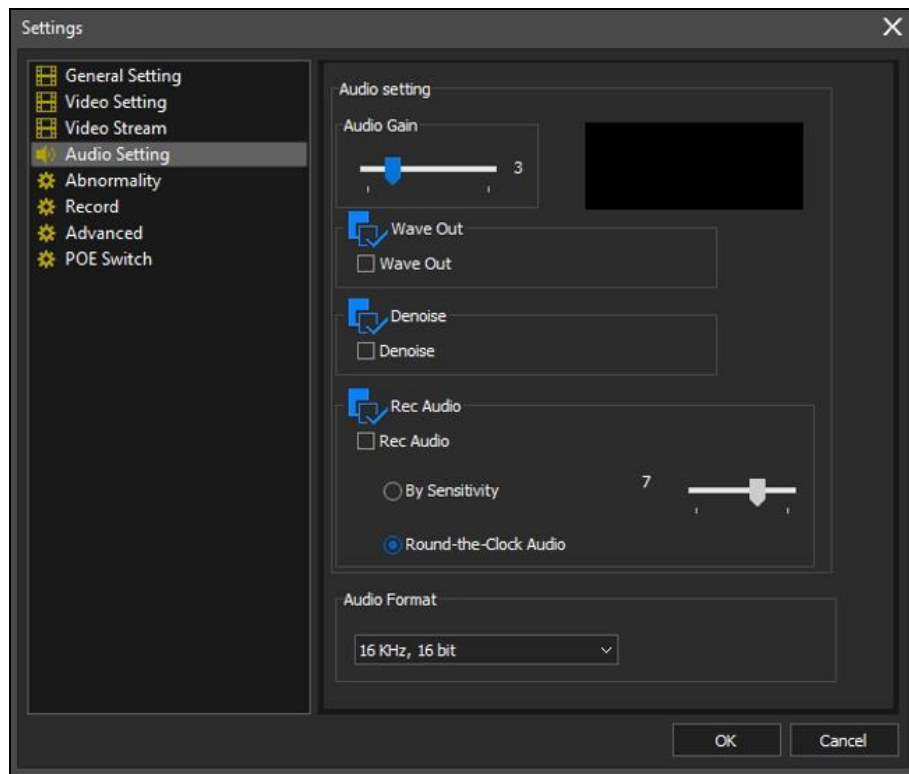 Settings
General Setting
Video Setting
Video Stream
Audio Setting
Abnormality
Record
Advanced
POE Switch
Audio setting
Audio Gain
3
Wave Out
Wave Out
Denoise
Denoise
Rec Audio
Rec Audio
By Sensitivity 7
Round-the-Clock Audio
Audio Format
16 KHz, 16 bit
OK Cancel